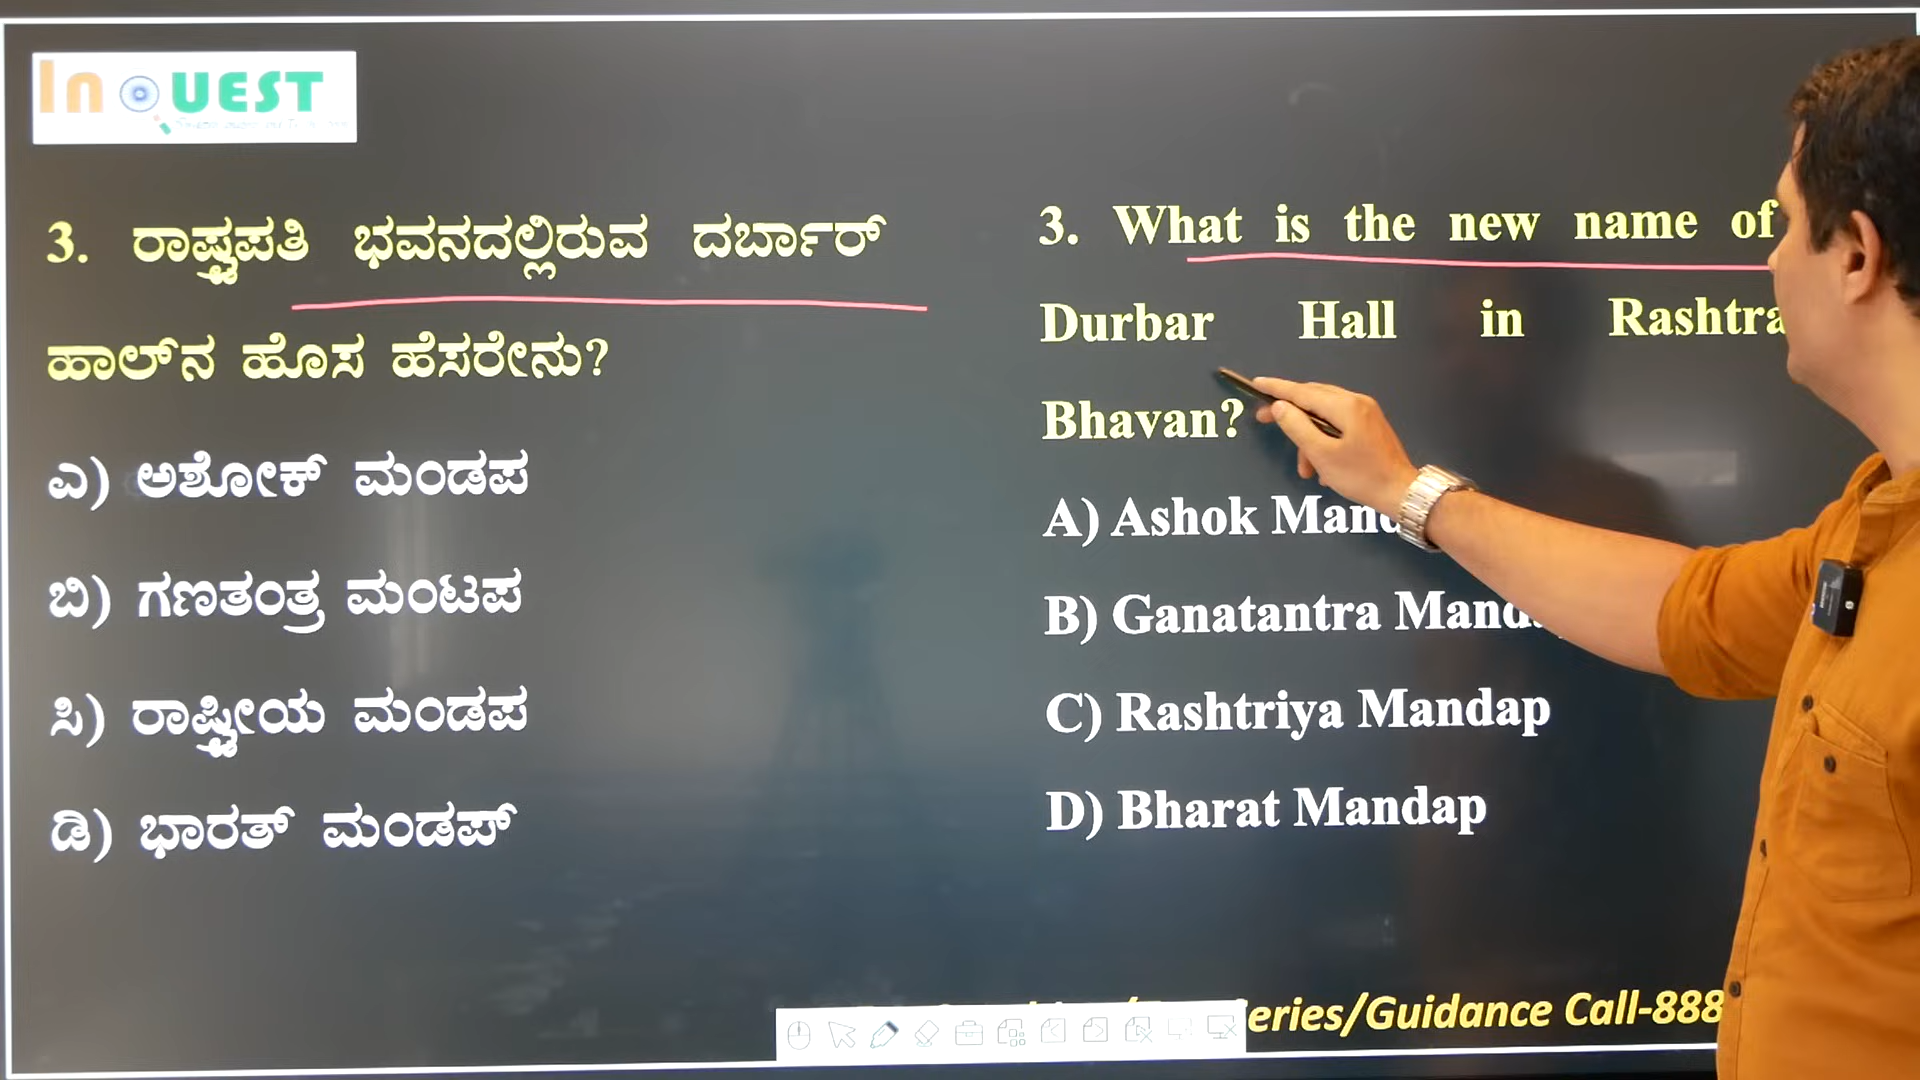 InQUEST
3. ರಾಷ್ಟ್ರಪತಿ ಭವನದಲ್ಲಿರುವ ದರ್ಬಾರ್
ಹಾಲ್‌ನ ಹೊಸ ಹೆಸರೇನು?
ಎ) ಅಶೋಕ್ ಮಂಡಪ
ಬಿ) ಗಣತಂತ್ರ ಮಂಟಪ
ಸಿ) ರಾಷ್ಟ್ರೀಯ ಮಂಡಪ
ಡಿ) ಭಾರತ್ ಮಂಡಪ್
3. What is the new name of
Durbar Hall in Rashtra
Bhavan?
A) Ashok Mand
B) Ganatantra Mand
C) Rashtriya Mandap
D) Bharat Mandap
eries/Guidance Call-888